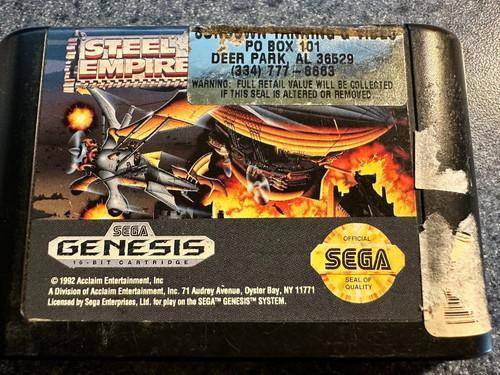 STEEL
EMPIRE
PO BOX 101
DEER PARK, AL 36529
(334) 777-8663
WARNING: FULL RETAIL VALUE WILL BE COLLECTED
IF THIS SEAL IS ALTERED OR REMOVED
SEGA
GENESIS
16-BIT CARTRIDGE
OFFICIAL
SEGA
SEAL OF
QUALITY
© 1992 Acclaim Entertainment, Inc
A Division of Acclaim Entertainment, Inc. 71 Audrey Avenue, Oyster Bay, NY 11771
Licensed by Sega Enterprises, Ltd. for play on the SEGA™ GENESIS™ SYSTEM.